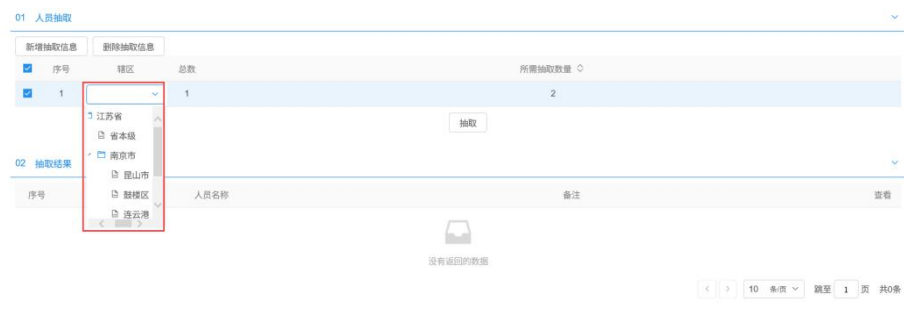 01 人员抽取
新增抽取信息 删除抽取信息
序号 辖区 总数 所需抽取数量
1 1 2
江苏省
抽取
省本级
南京市
02 抽取结果
昆山市
序号 人员名称 备注 查看
鼓楼区
连云港
没有返回的数据
10 条/页 跳至 1 页 共0条